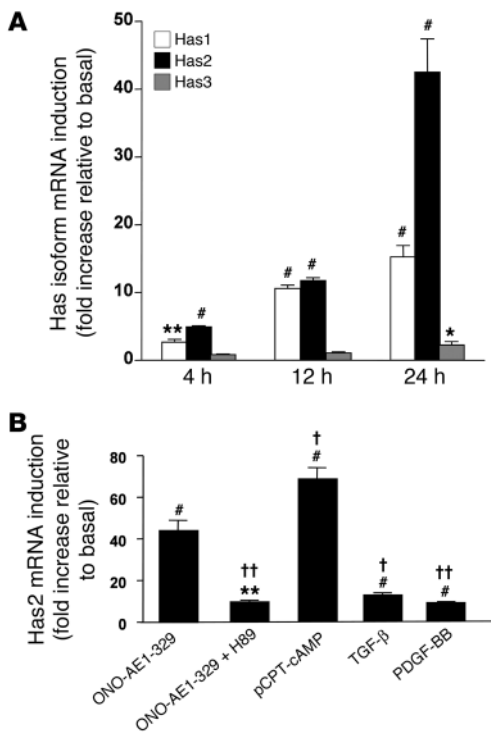 A
Has isoform mRNA induction
(fold increase relative to basal)
50
40
30
20
10
0
Has1
Has2
Has3
**
#
#
#
#
#
*
4 h
12 h
24 h
B
Has2 mRNA induction
(fold increase relative
to basal)
80
60
40
20
0
#
††
**
†
#
†
#
††
#
ONO-AE1-329
ONO-AE1-329 + H89
pCPT-cAMP
TGF-β
PDGF-BB